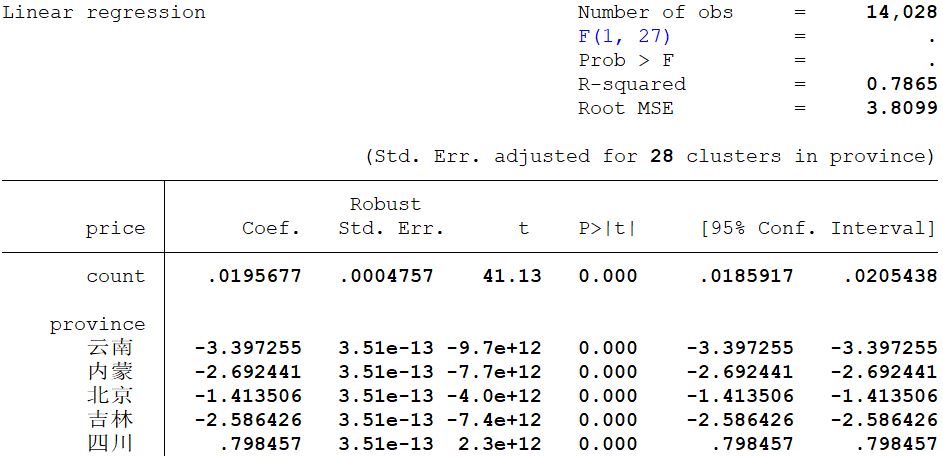 Linear regression Number of obs = 14,028
F(1, 27) = .
Prob > F = .
R-squared = 0.7865
Root MSE = 3.8099
(Std. Err. adjusted for 28 clusters in province)
Robust
price Coef. Std. Err. t P>|t| [95% Conf. Interval]
count .0195677 .0004757 41.13 0.000 .0185917 .0205438
province
云南 -3.397255 3.51e-13 -9.7e+12 0.000 -3.397255 -3.397255
内蒙 -2.692441 3.51e-13 -7.7e+12 0.000 -2.692441 -2.692441
北京 -1.413506 3.51e-13 -4.0e+12 0.000 -1.413506 -1.413506
吉林 -2.586426 3.51e-13 -7.4e+12 0.000 -2.586426 -2.586426
四川 .798457 3.51e-13 2.3e+12 0.000 .798457 .798457